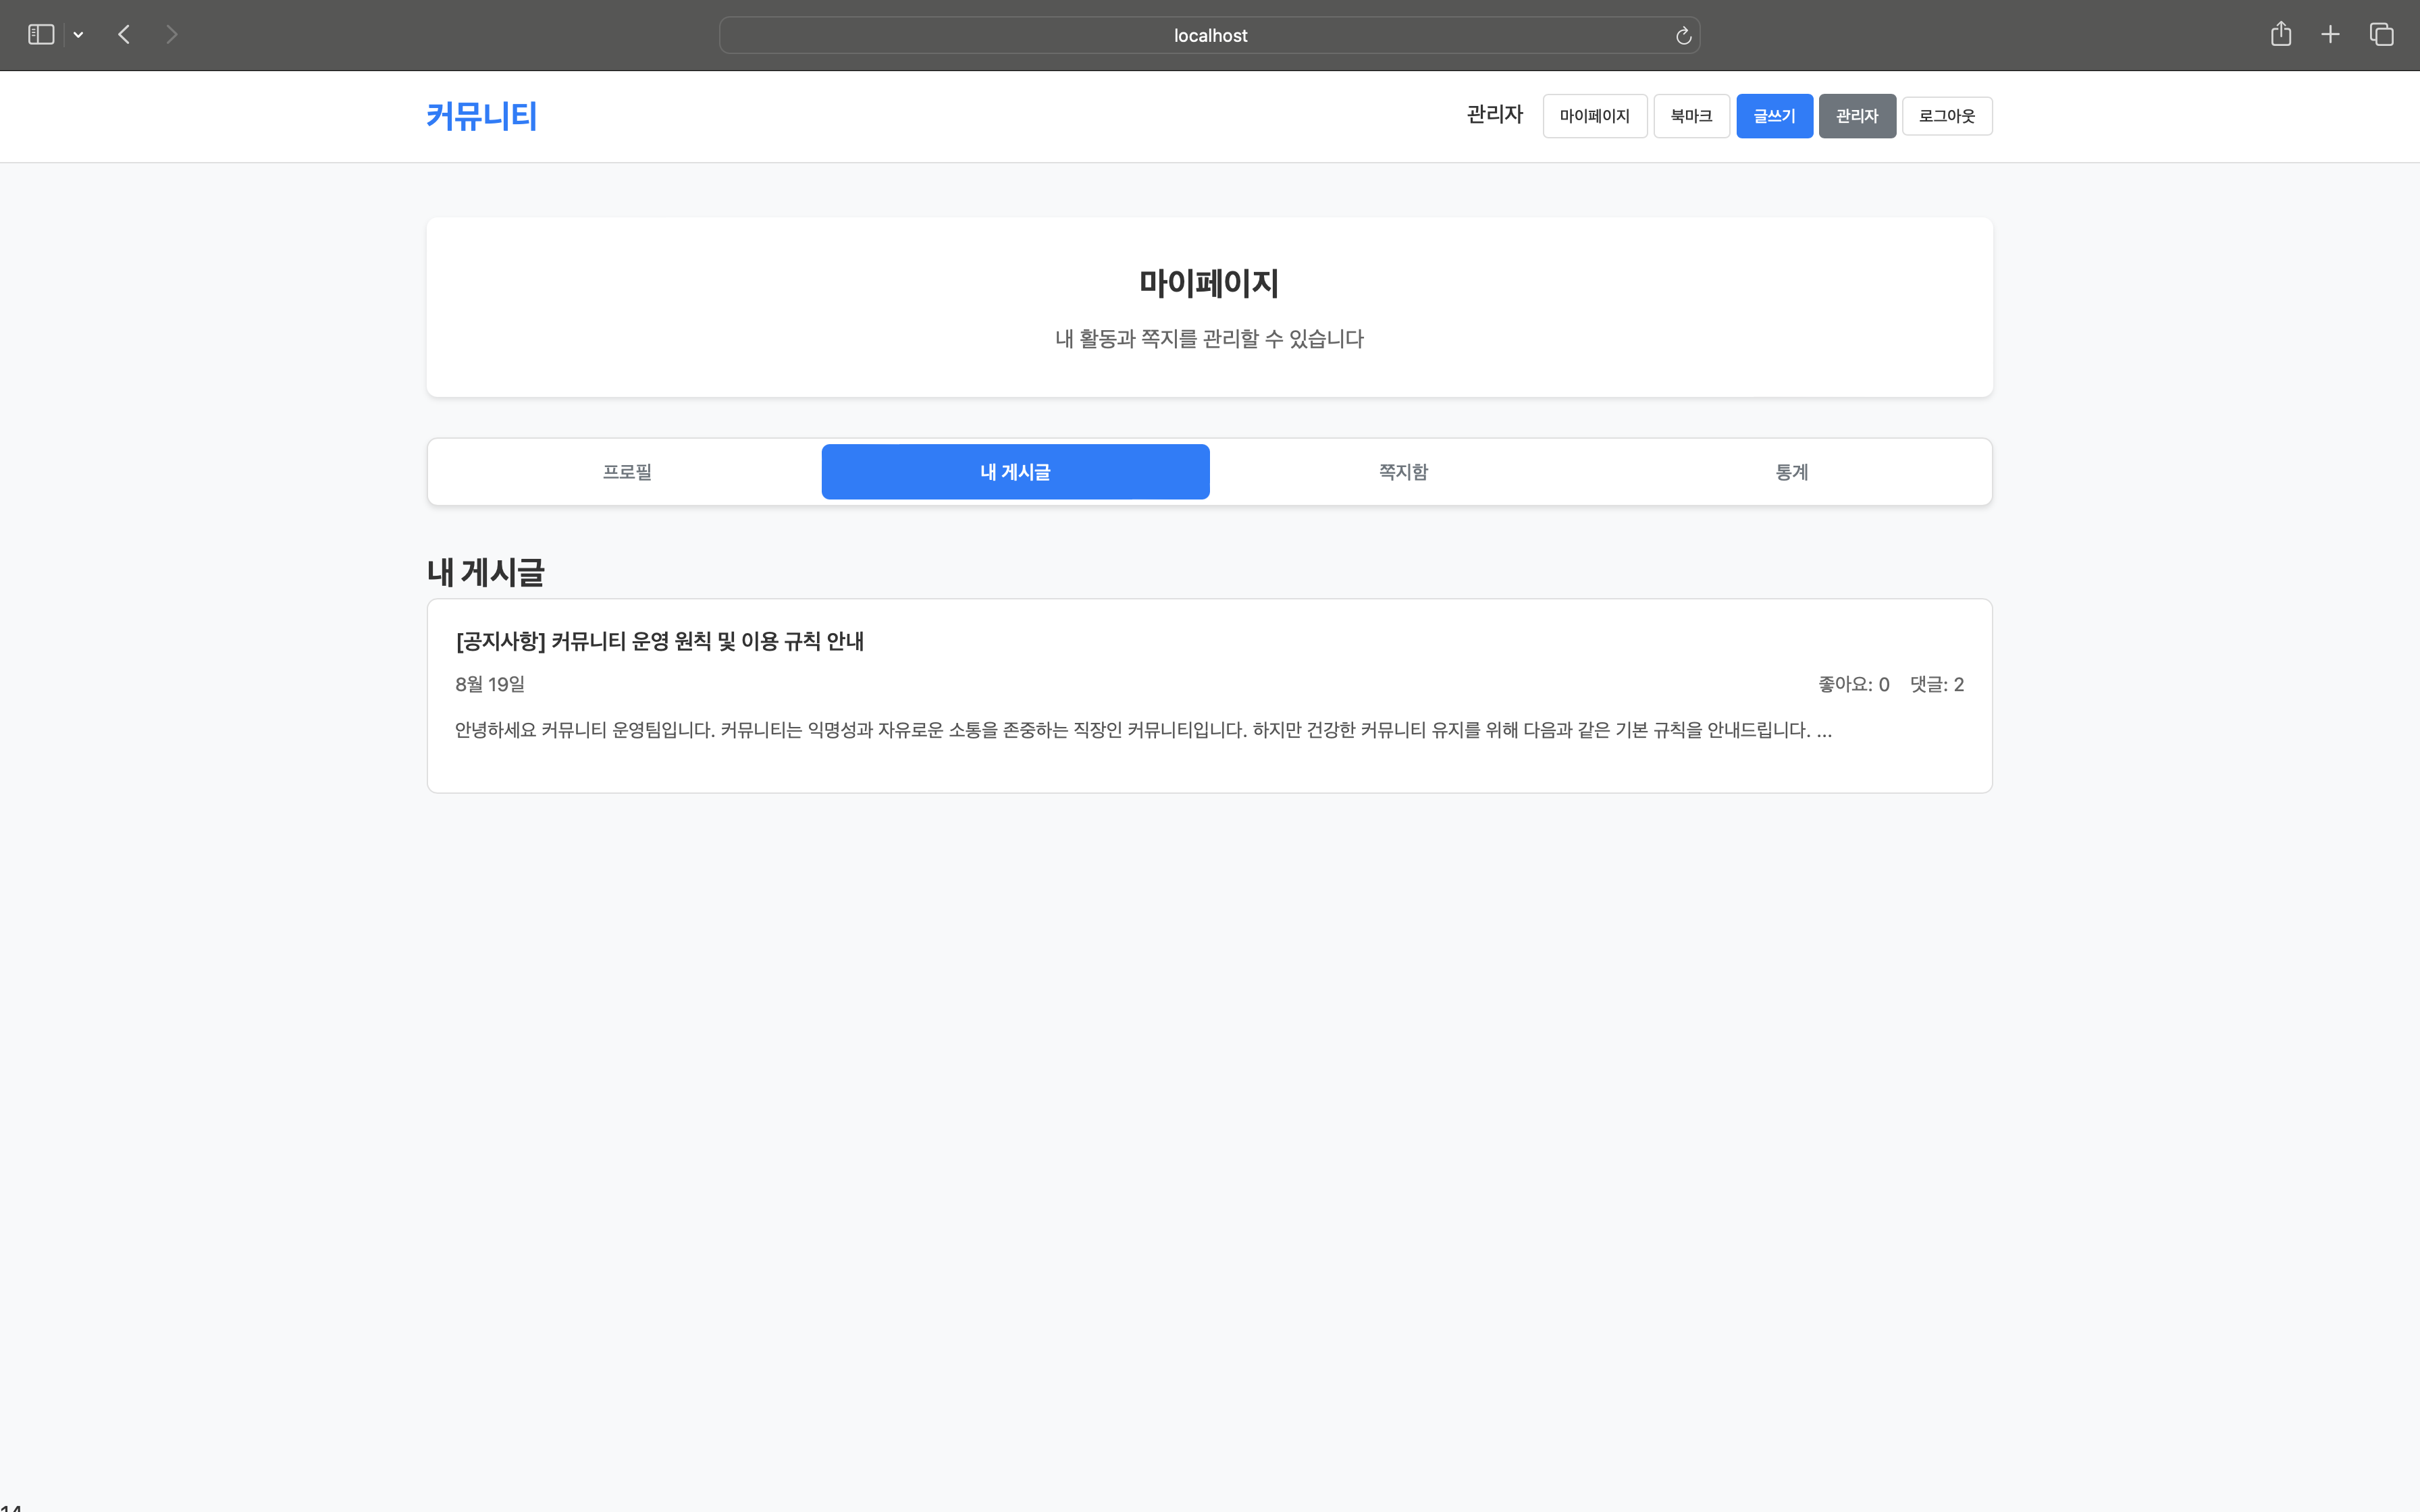 localhost
커뮤니티
관리자 마이페이지 북마크 글쓰기 관리자 로그아웃
마이페이지
내 활동과 쪽지를 관리할 수 있습니다
프로필 내 게시글 쪽지함 통계
내 게시글
[공지사항] 커뮤니티 운영 원칙 및 이용 규칙 안내
8월 19일 좋아요: 0 댓글: 2
안녕하세요 커뮤니티 운영팀입니다. 커뮤니티는 익명성과 자유로운 소통을 존중하는 직장인 커뮤니티입니다. 하지만 건강한 커뮤니티 유지를 위해 다음과 같은 기본 규칙을 안내드립니다. ...